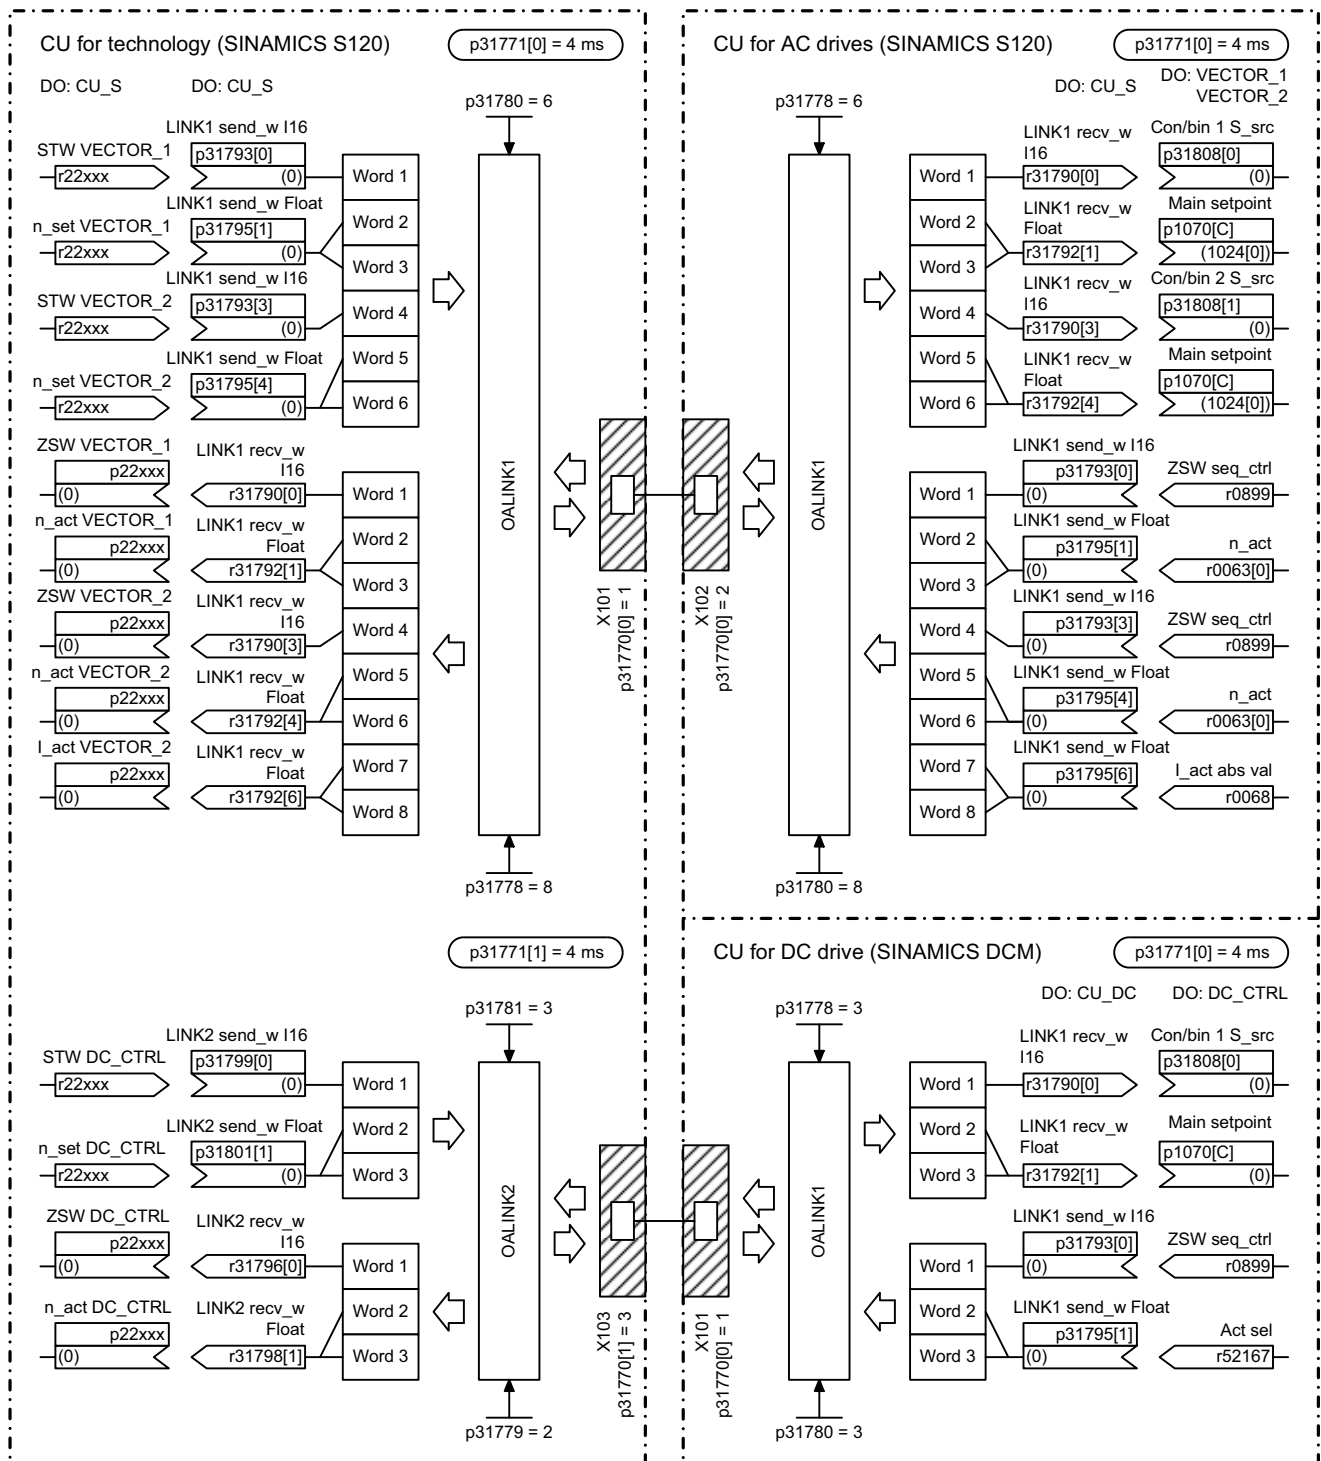 CU for technology (SINAMICS S120)
p31771[0] = 4 ms
DO: CU_S
DO: CU_S
p31780 = 6
LINK1 send_w I16
STW VECTOR_1
p31793[0]
r22xxx
(0)
Word 1
LINK1 send_w Float
Word 2
n_set VECTOR_1
p31795[1]
r22xxx
(0)
Word 3
LINK1 send_w I16
STW VECTOR_2
p31793[3]
Word 4
r22xxx
(0)
LINK1 send_w Float
Word 5
n_set VECTOR_2
p31795[4]
r22xxx
(0)
Word 6
ZSW VECTOR_1
LINK1 recv_w
I16
p22xxx
(0)
r31790[0]
Word 1
n_act VECTOR_1
LINK1 recv_w
Float
p22xxx
Word 2
(0)
r31792[1]
Word 3
ZSW VECTOR_2
LINK1 recv_w
I16
p22xxx
Word 4
(0)
r31790[3]
n_act VECTOR_2
LINK1 recv_w
Float
p22xxx
Word 5
(0)
r31792[4]
Word 6
I_act VECTOR_2
LINK1 recv_w
Float
p22xxx
Word 7
(0)
r31792[6]
Word 8
OALINK1
p31778 = 8
X101
p31770[0] = 1
CU for AC drives (SINAMICS S120)
p31771[0] = 4 ms
DO: CU_S
DO: VECTOR_1
VECTOR_2
p31778 = 6
OALINK1
X102
p31770[0] = 2
LINK1 recv_w
I16
Con/bin 1 S_src
p31808[0]
Word 1
r31790[0]
(0)
LINK1 recv_w
Float
Main setpoint
Word 2
p1070[C]
r31792[1]
(1024[0])
Word 3
LINK1 recv_w
I16
Con/bin 2 S_src
p31808[1]
Word 4
r31790[3]
(0)
LINK1 recv_w
Float
Main setpoint
Word 5
p1070[C]
Word 6
r31792[4]
(1024[0])
LINK1 send_w I16
p31793[0]
ZSW seq_ctrl
Word 1
(0)
r0899
LINK1 send_w Float
Word 2
p31795[1]
n_act
(0)
r0063[0]
Word 3
LINK1 send_w I16
p31793[3]
ZSW seq_ctrl
Word 4
(0)
r0899
LINK1 send_w Float
Word 5
p31795[4]
n_act
Word 6
(0)
r0063[0]
LINK1 send_w Float
Word 7
p31795[6]
I_act abs val
(0)
r0068
Word 8
p31780 = 8
p31771[1] = 4 ms
p31781 = 3
LINK2 send_w I16
STW DC_CTRL
p31799[0]
r22xxx
(0)
Word 1
LINK2 send_w Float
Word 2
n_set DC_CTRL
p31801[1]
r22xxx
(0)
Word 3
ZSW DC_CTRL
LINK2 recv_w
I16
p22xxx
(0)
r31796[0]
Word 1
n_act DC_CTRL
LINK2 recv_w
Float
p22xxx
Word 2
(0)
r31798[1]
Word 3
OALINK2
p31779 = 2
X103
p31770[1] = 3
CU for DC drive (SINAMICS DCM)
p31771[0] = 4 ms
DO: CU_DC
DO: DC_CTRL
p31778 = 3
OALINK1
X101
p31770[0] = 1
LINK1 recv_w
I16
Con/bin 1 S_src
p31808[0]
Word 1
r31790[0]
(0)
LINK1 recv_w
Float
Main setpoint
Word 2
p1070[C]
Word 3
r31792[1]
(0)
LINK1 send_w I16
p31793[0]
ZSW seq_ctrl
Word 1
(0)
r0899
LINK1 send_w Float
Word 2
p31795[1]
Act sel
Word 3
(0)
r52167
p31780 = 3